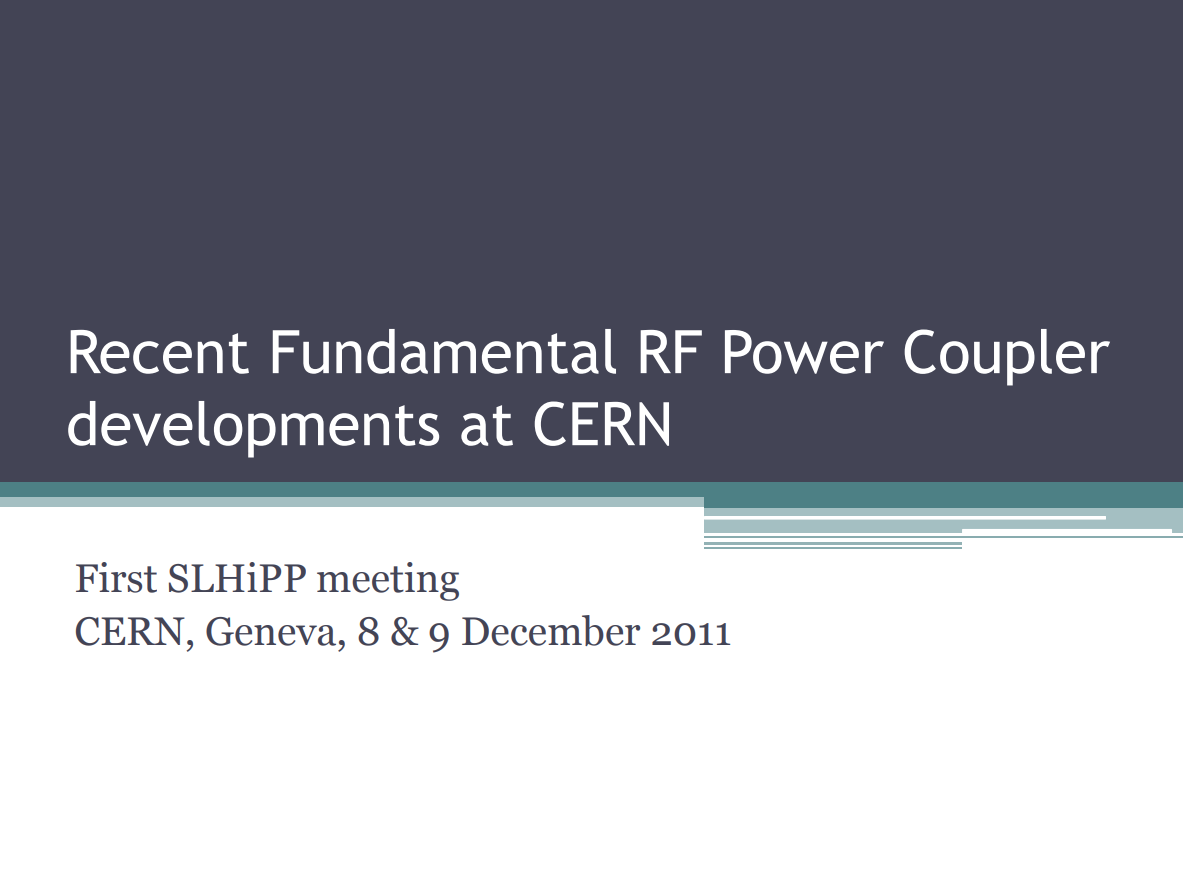 Recent Fundamental RF Power Coupler
developments at CERN
First SLHiPP meeting
CERN, Geneva, 8 & 9 December 2011